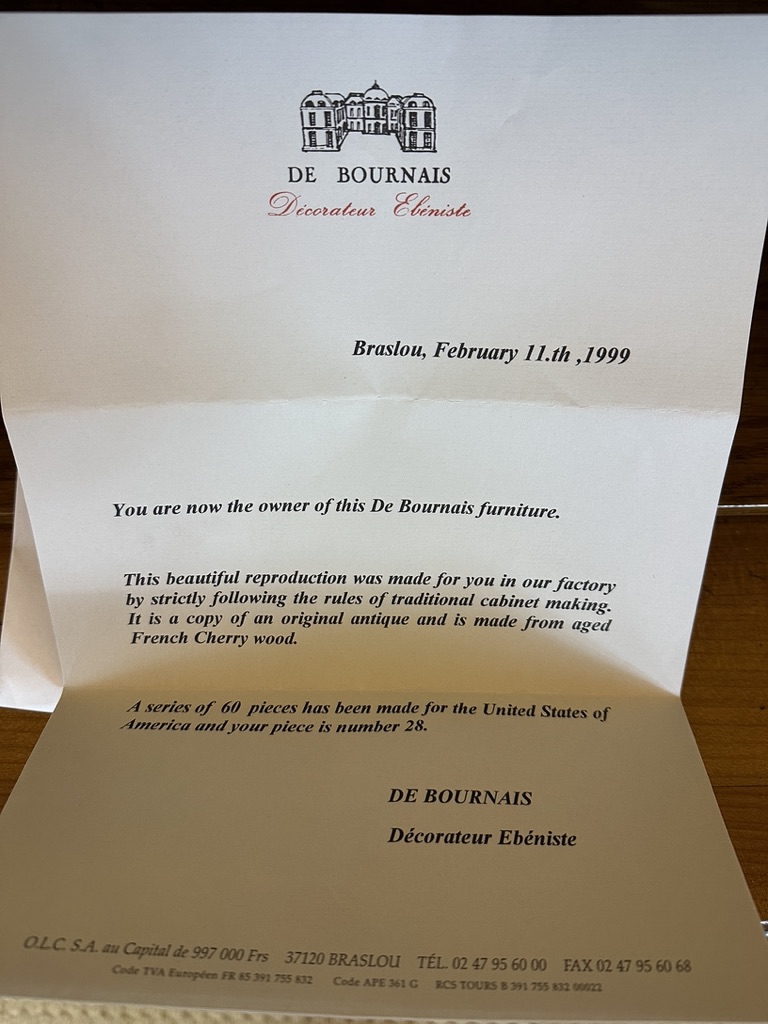 DE BOURNAIS
Décorateur Ebéniste
Braslou, February 11.th ,1999
You are now the owner of this De Bournais furniture.
This beautiful reproduction was made for you in our factory
by strictly following the rules of traditional cabinet making.
It is a copy of an original antique and is made from aged
French Cherry wood.
A series of 60 pieces has been made for the United States of
America and your piece is number 28.
DE BOURNAIS
Décorateur Ebéniste
O.L.C. S.A. au Capital de 997 000 Frs 37120 BRASLOU TÉL. 02 47 95 60 00 FAX 02 47 95 60 68
Code TVA Européen FR 85 391 755 832 Code APE 361 G RCS TOURS B 391 755 832 00022